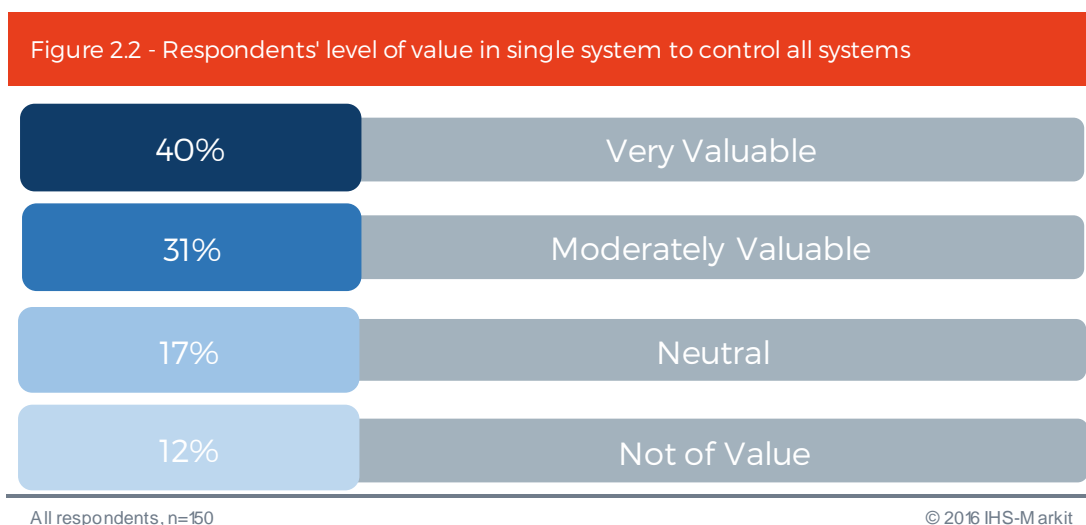 Figure 2.2 - Respondents' level of value in single system to control all systems
40% Very Valuable
31% Moderately Valuable
17% Neutral
12% Not of Value
All respondents, n=150 © 2016 IHS-Markit